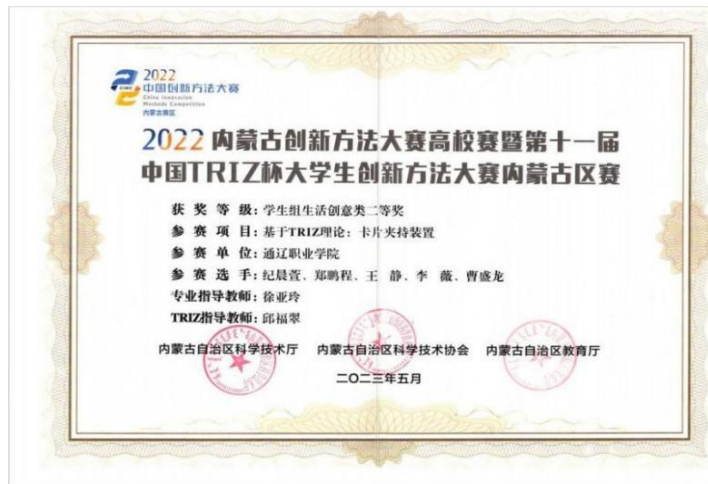 2022
中国创新方法大赛
China Innovation
Methods Competition
内蒙古赛区
2022 内蒙古创新方法大赛高校赛暨第十一届
中国TRIZ杯大学生创新方法大赛内蒙古区赛
获奖等级:学生组生活创意类二等奖
参赛项目:基于TRIZ理论:卡片夹持装置
参赛单位:通辽职业学院
参赛选手:纪晨萱、郑鹏程、王 静、李 薇、曹盛龙
专业指导教师:徐亚玲
TRIZ指导教师:邱福翠
内蒙古自治区科学技术厅 内蒙古自治区科学技术协会 内蒙古自治区教育厅
二〇二三年五月